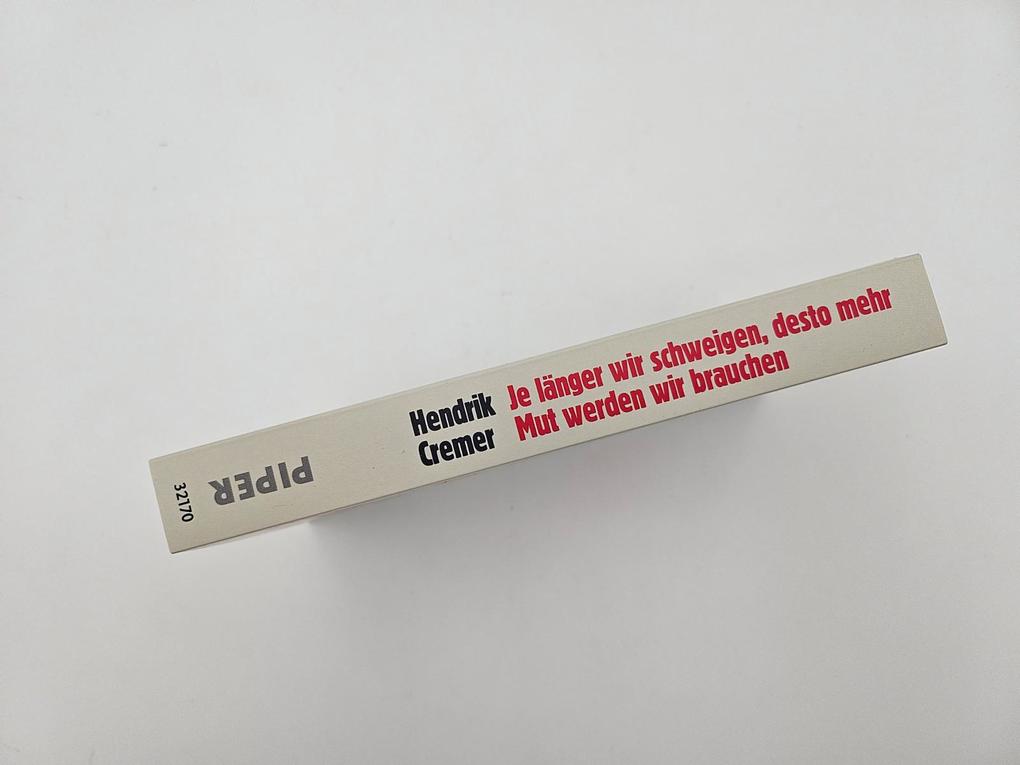 Hendrik
Cremer
Je länger wir schweigen, desto mehr
Mut werden wir brauchen
PIPER
32170